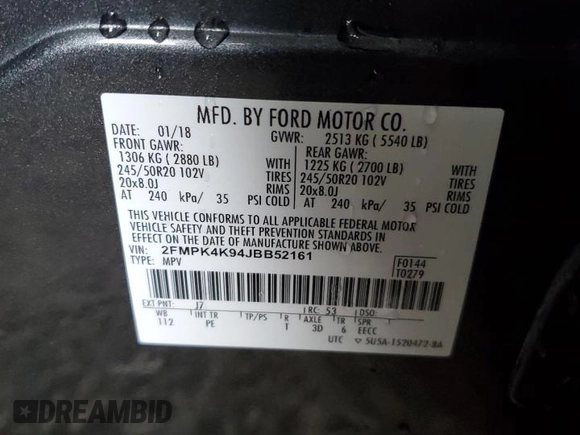 MFD. BY FORD MOTOR CO.
DATE: 01/18 GVWR: 2513 KG ( 5540 LB)
FRONT GAWR: REAR GAWR:
1306 KG ( 2880 LB) WITH 1225 KG ( 2700 LB) WITH
245/50R20 102V TIRES 245/50R20 102V TIRES
20x8.0J RIMS 20x8.0J RIMS
AT 240 kPa/ 35 PSI COLD AT 240 kPa/ 35 PSI COLD
THIS VEHICLE CONFORMS TO ALL APPLICABLE FEDERAL MOTOR
VEHICLE SAFETY AND THEFT PREVENTION STANDARDS IN
EFFECT ON THE DATE OF MANUFACTURE SHOWN ABOVE.
VIN: 2FMPK4K94JBB52161 F0144
TYPE: MPV T0279
EXT PNT: J7 RC: 53 DSO:
WB INT TR TP/PS R AXLE TR SPR
112 PE T 3D 6 EECC
UTC 5U5A-1520472-BA
DREAMBID